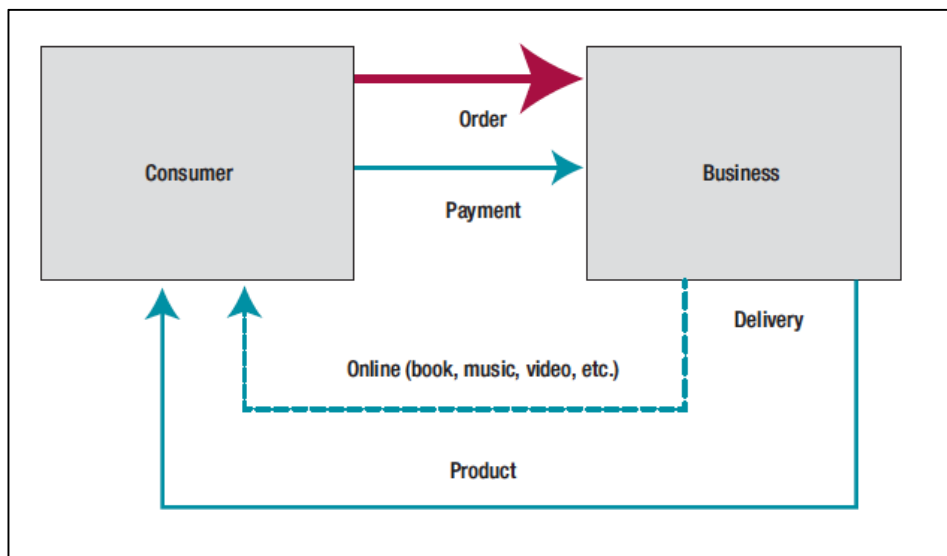 Order
Consumer
Business
Payment
Delivery
Online (book, music, video, etc.)
Product